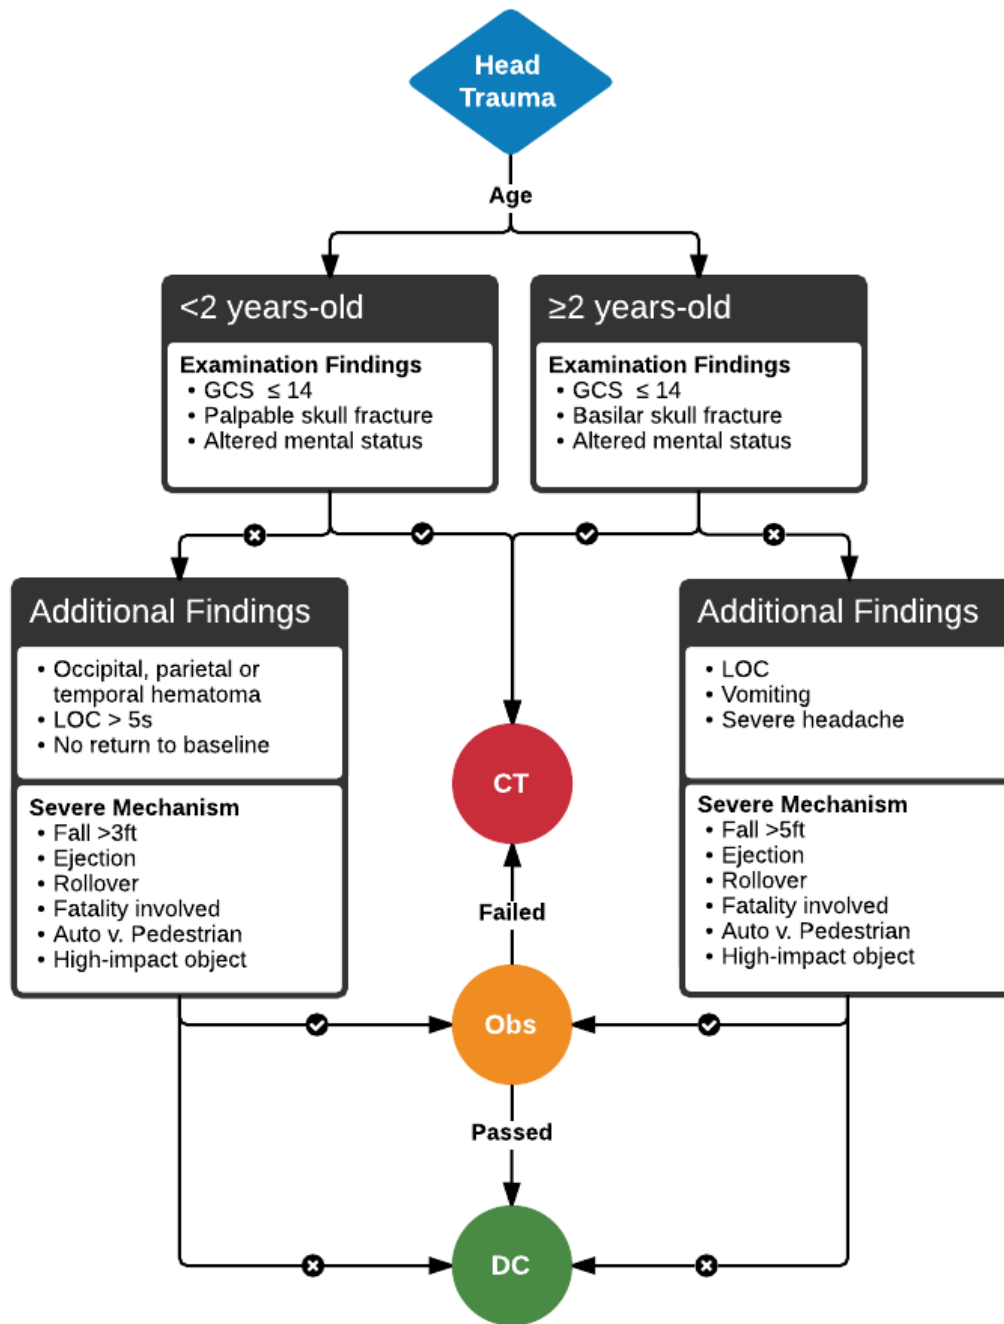 Head
Trauma
Age
<2 years-old
Examination Findings
• GCS ≤ 14
• Palpable skull fracture
• Altered mental status
≥2 years-old
Examination Findings
• GCS ≤ 14
• Basilar skull fracture
• Altered mental status
Additional Findings
• Occipital, parietal or
temporal hematoma
• LOC > 5s
• No return to baseline
Severe Mechanism
• Fall >3ft
• Ejection
• Rollover
• Fatality involved
• Auto v. Pedestrian
• High-impact object
CT
Failed
Obs
Passed
DC
Additional Findings
• LOC
• Vomiting
• Severe headache
Severe Mechanism
• Fall >5ft
• Ejection
• Rollover
• Fatality involved
• Auto v. Pedestrian
• High-impact object